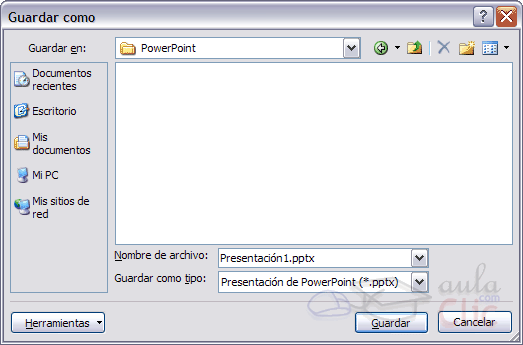 Guardar como
Guardar en:
PowerPoint
Documentos
recientes
Escritorio
Mis
documentos
Mi PC
Mis sitios de
red
Nombre de archivo:
Presentación1.pptx
Guardar como tipo:
Presentación de PowerPoint (*.pptx)
aula
.com
Clic
Herramientas
Guardar
Cancelar